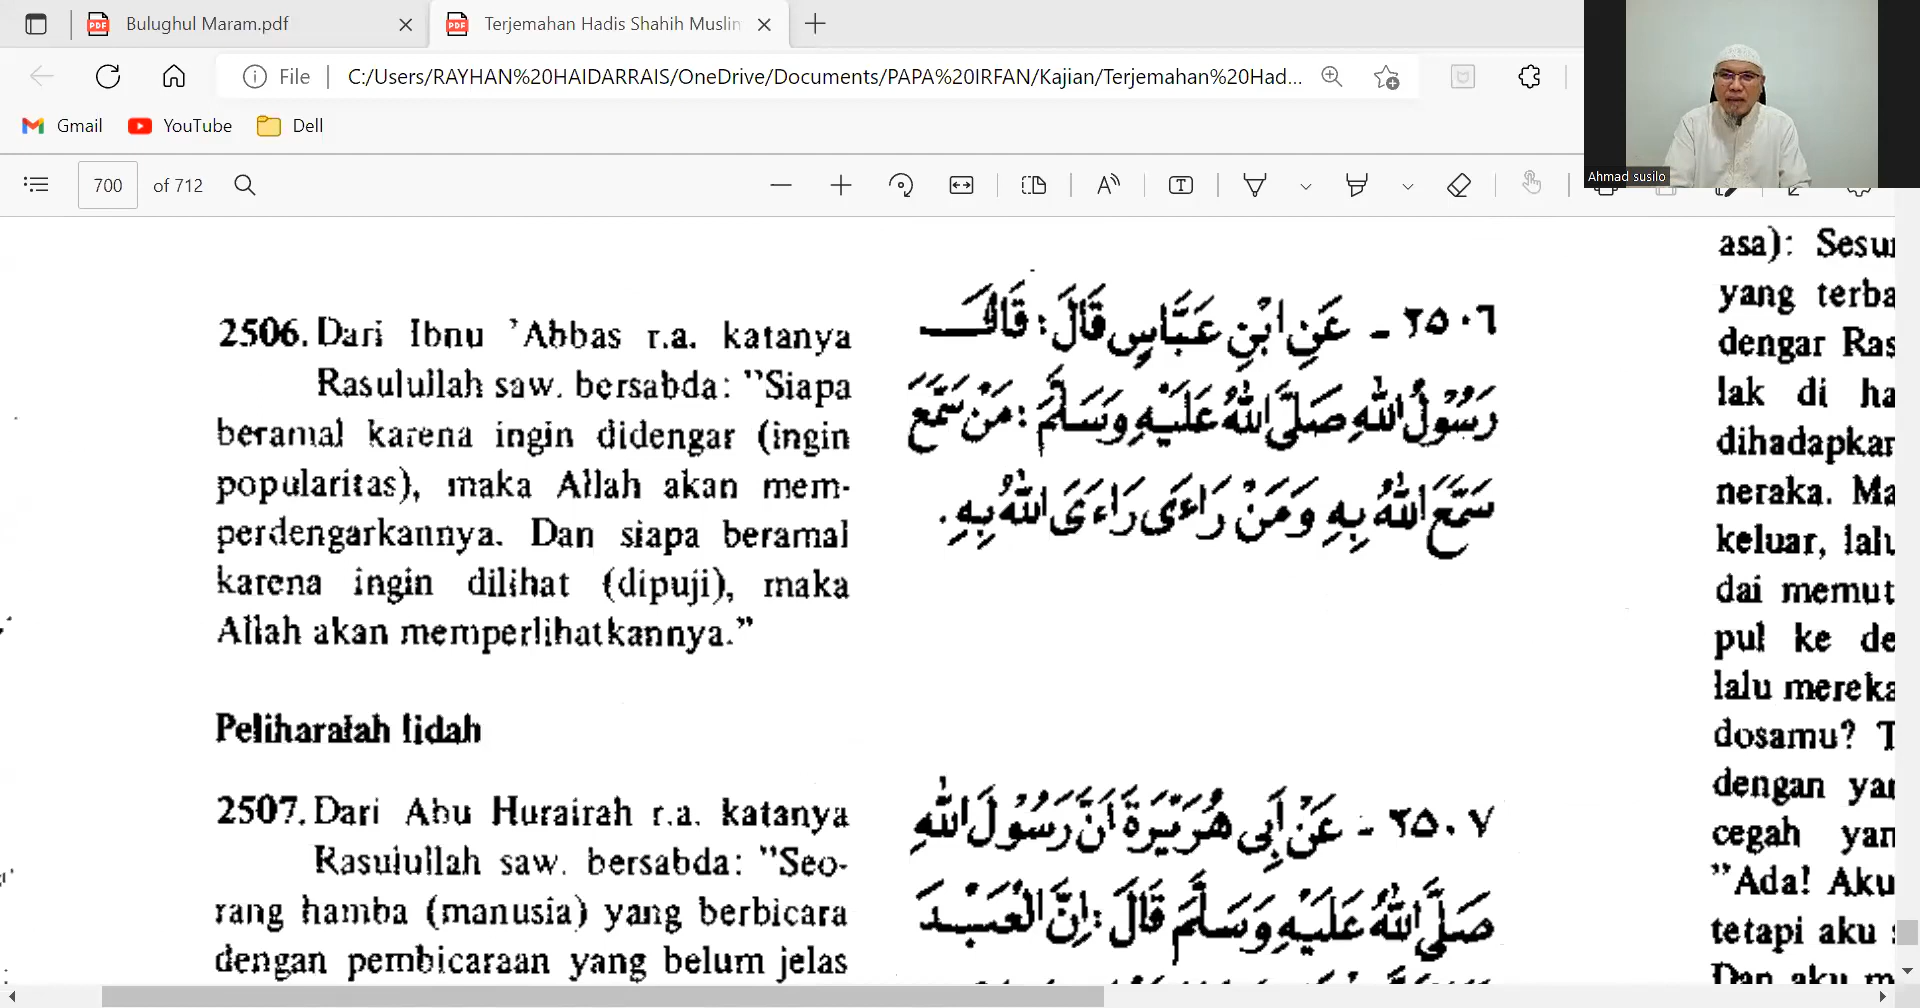 Bulughul Maram.pdf
Terjemahan Hadis Shahih Muslin
File
C:/Users/RAYHAN%20HAIDARRAIS/OneDrive/Documents/PAPA%20IRFAN/Kajian/Terjemahan%20Had...
Gmail
YouTube
Dell
700 of 712
Ahmad susilo
2506. Dari Ibnu 'Abbas r.a. katanya
Rasulullah saw. bersabda: "Siapa
beramal karena ingin didengar (ingin
popularitas), maka Allah akan mem-
perdengarkannya. Dan siapa beramal
karena ingin dilihat (dipuji), maka
Allah akan memperlihatkannya."
٢٥٠٦ - عَنِ ابْنِ عَبَّاسٍ قَالَ: قَالَ
رَسُوْلُ اللهِ صَلَّى اللهُ عَلَيْهِ وَسَلَّمَ: مَنْ سَمَّعَ
سَمَّعَ اللهُ بِهِ وَمَنْ رَاءَى رَاءَى اللهُ بِهِ.
Peliharalah lidah
2507. Dari Abu Hurairah r.a. katanya
Rasulullah saw. bersabda: "Seo-
rang hamba (manusia) yang berbicara
dengan pembicaraan yang belum jelas
٢٥٠٧ - عَنْ أَبِى هُرَيْرَةَ اَنَّ رَسُوْلَ اللهِ
صَلَّى اللهُ عَلَيْهِ وَسَلَّمَ قَالَ: اِنَّ الْعَبْدَ
asa): Sesu
yang terba
dengar Ras
lak di ha
dihadapkan
neraka. Ma
keluar, lalu
dai memut
pul ke de
lalu mereka
dosamu? T
dengan yan
cegah yan
"Ada! Aku
tetapi aku
Dan aku m